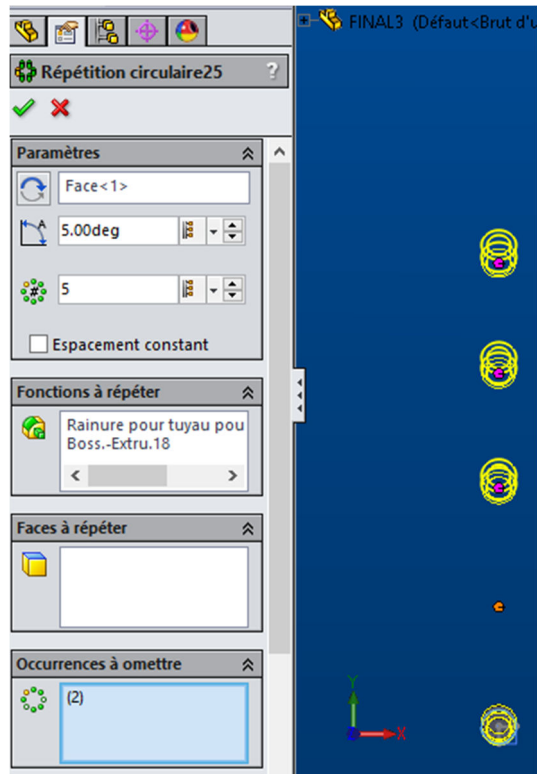 FINAL3 (Défaut<Brut d'u
Répétition circulaire25 ?
Paramètres
Face<1>
A
5.00deg
#
5
Espacement constant
Fonctions à répéter
Rainure pour tuyau pou
Boss.-Extru.18
Faces à répéter
Occurrences à omettre
(2)
Y
X